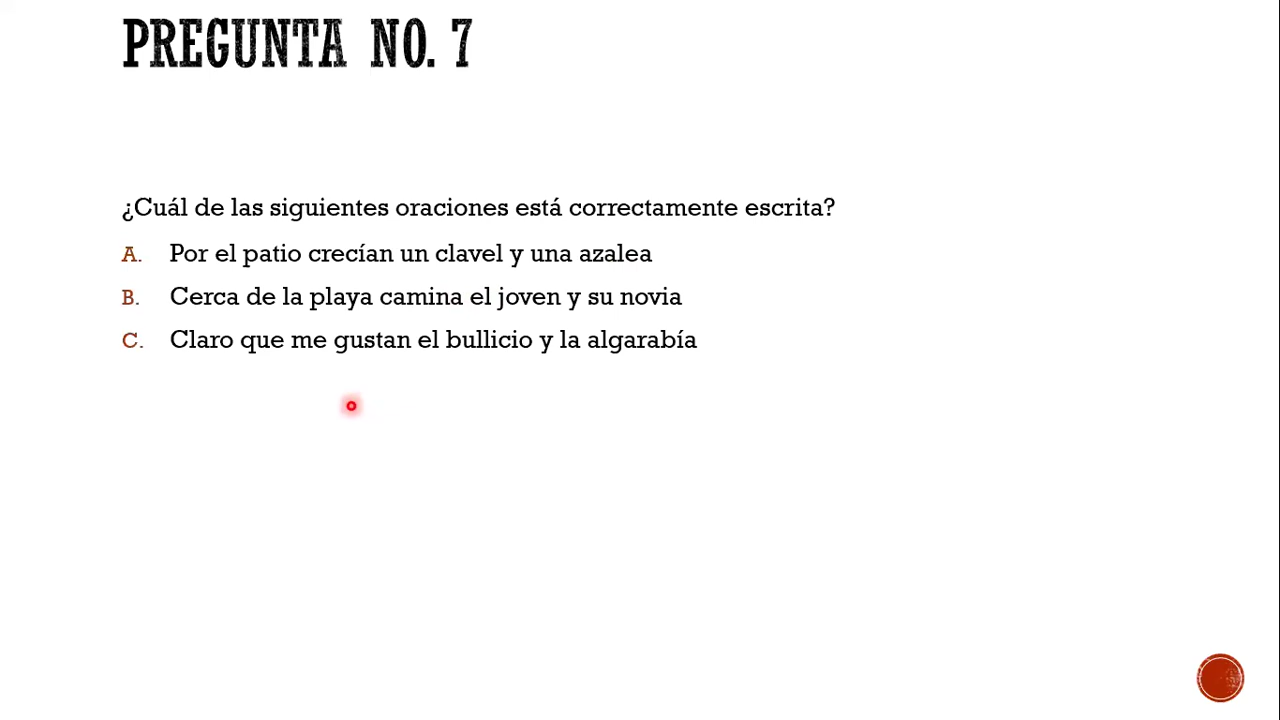 PREGUNTA NO. 7
¿Cuál de las siguientes oraciones está correctamente escrita?
A. Por el patio crecían un clavel y una azalea
B. Cerca de la playa camina el joven y su novia
C. Claro que me gustan el bullicio y la algarabía